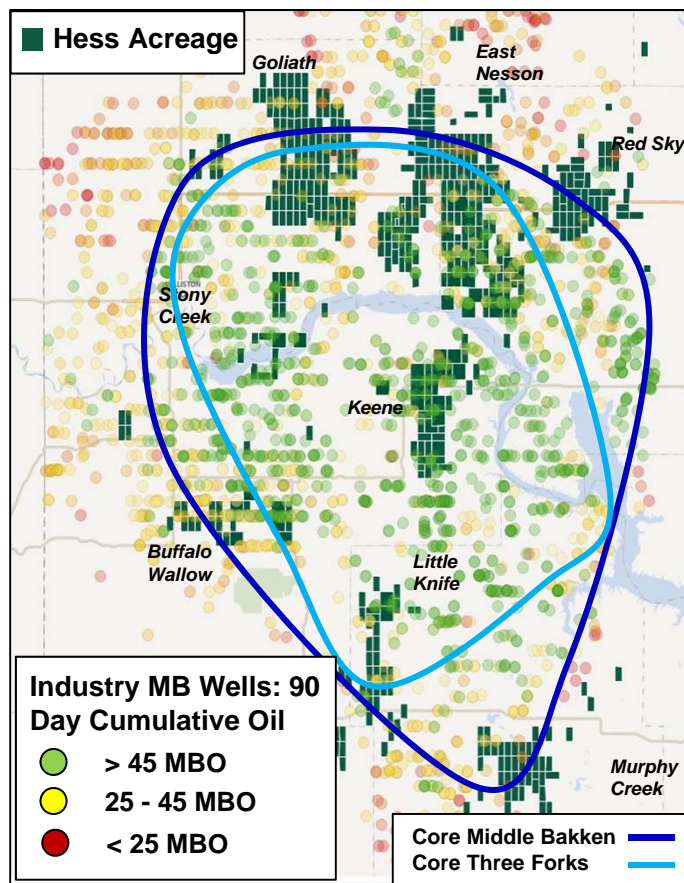 Hess Acreage
Goliath
East
Nesson
Red Sky
Stony
Creek
Keene
Buffalo
Wallow
Little
Knife
Industry MB Wells: 90
Day Cumulative Oil
> 45 MBO
25 - 45 MBO
< 25 MBO
Murphy
Creek
Core Middle Bakken
Core Three Forks